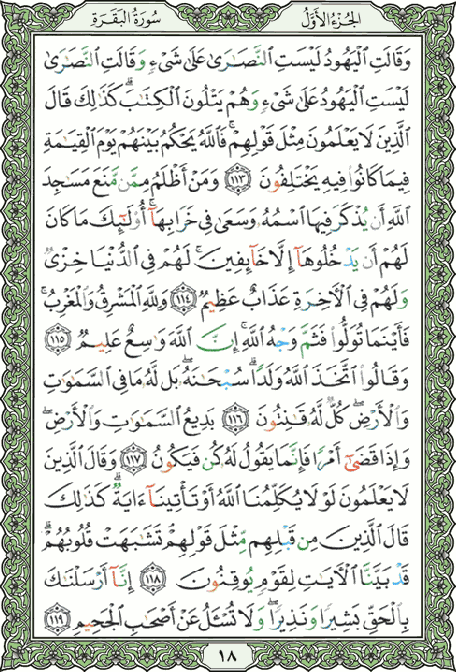 الجُزْءُ الأَوَّلُ
سُورَةُ البَقَرَةِ
وَقَالَتِ ٱلْيَهُودُ لَيْسَتِ ٱلنَّصَٰرَىٰ عَلَىٰ شَىْءٍ وَقَالَتِ ٱلنَّصَٰرَىٰ
لَيْسَتِ ٱلْيَهُودُ عَلَىٰ شَىْءٍ وَهُمْ يَتْلُونَ ٱلْكِتَٰبَ ۗ كَذَٰلِكَ قَالَ
ٱلَّذِينَ لَا يَعْلَمُونَ مِثْلَ قَوْلِهِمْ ۚ فَٱللَّهُ يَحْكُمُ بَيْنَهُمْ يَوْمَ ٱلْقِيَٰمَةِ
فِيمَا كَانُوا۟ فِيهِ يَخْتَلِفُونَ ١١٣ وَمَنْ أَظْلَمُ مِمَّن مَّنَعَ مَسَٰجِدَ
ٱللَّهِ أَن يُذْكَرَ فِيهَا ٱسْمُهُۥ وَسَعَىٰ فِى خَرَابِهَآ ۚ أُو۟لَٰٓئِكَ مَا كَانَ
لَهُمْ أَن يَدْخُلُوهَآ إِلَّا خَآئِفِينَ ۚ لَهُمْ فِى ٱلدُّنْيَا خِزْىٌ
وَلَهُمْ فِى ٱلْءَاخِرَةِ عَذَابٌ عَظِيمٌ ١١٤ وَلِلَّهِ ٱلْمَشْرِقُ وَٱلْمَغْرِبُ ۚ
فَأَيْنَمَا تُوَلُّوا۟ فَثَمَّ وَجْهُ ٱللَّهِ ۚ إِنَّ ٱللَّهَ وَٰسِعٌ عَلِيمٌ ١١٥
وَقَالُوا۟ ٱتَّخَذَ ٱللَّهُ وَلَدًا ۗ سُبْحَٰنَهُۥ ۖ بَل لَّهُۥ مَا فِى ٱلسَّمَٰوَٰتِ
وَٱلْأَرْضِ ۖ كُلٌّ لَّهُۥ قَٰنِتُونَ ١١٦ بَدِيعُ ٱلسَّمَٰوَٰتِ وَٱلْأَرْضِ ۖ
وَإِذَا قَضَىٰٓ أَمْرًا فَإِنَّمَا يَقُولُ لَهُۥ كُن فَيَكُونُ ١١٧ وَقَالَ ٱلَّذِينَ
لَا يَعْلَمُونَ لَوْلَا يُكَلِّمُنَا ٱللَّهُ أَوْ تَأْتِينَآ ءَايَةٌ ۗ كَذَٰلِكَ
قَالَ ٱلَّذِينَ مِن قَبْلِهِم مِّثْلَ قَوْلِهِمْ ۘ تَشَٰبَهَتْ قُلُوبُهُمْ ۗ
قَدْ بَيَّنَّا ٱلْءَايَٰتِ لِقَوْمٍ يُوقِنُونَ ١١٨ إِنَّآ أَرْسَلْنَٰكَ
بِٱلْحَقِّ بَشِيرًا وَنَذِيرًا ۖ وَلَا تُسْـَٔلُ عَنْ أَصْحَٰبِ ٱلْجَحِيمِ ١١٩
١٨